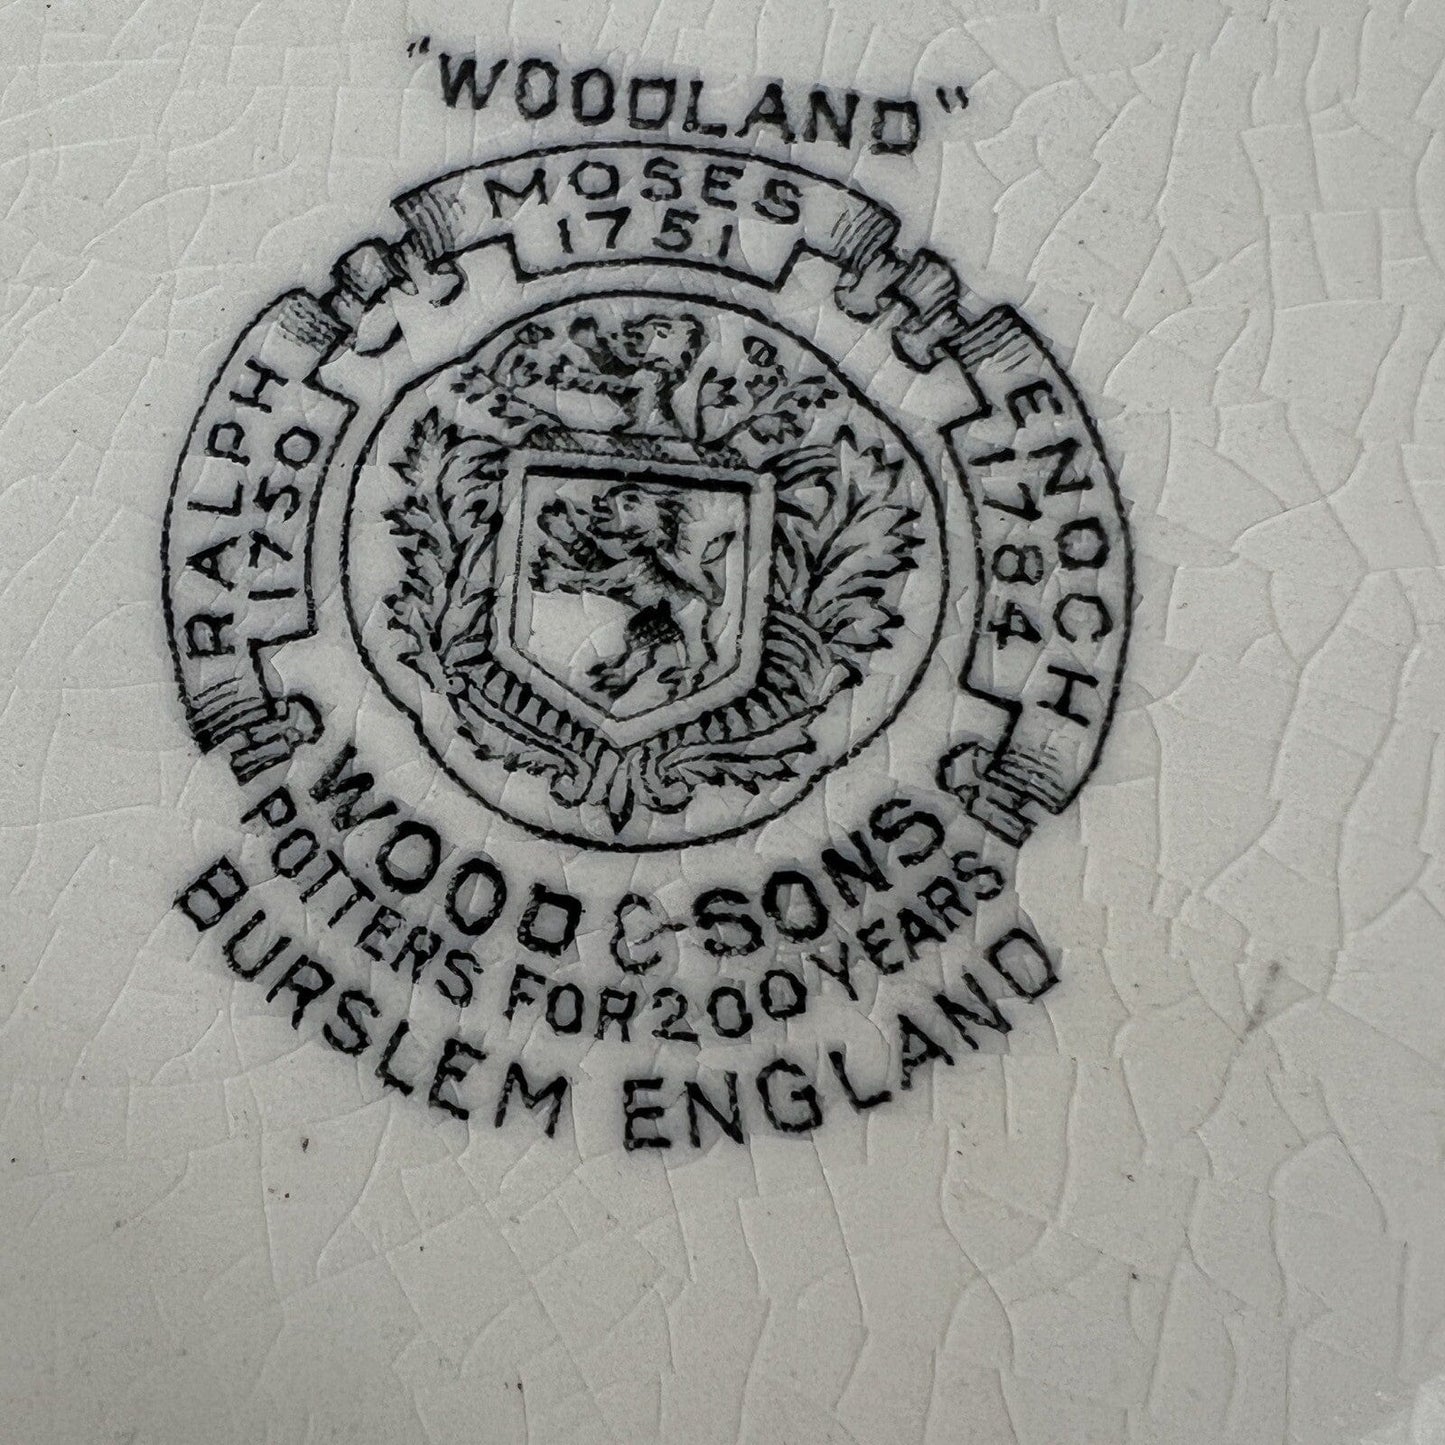 "WOODLAND"
MOSES
1751
RALPH
1750
ENOCH
1784
WOOD & SONS
POTTERS FOR 200 YEARS
BURSLEM ENGLAND